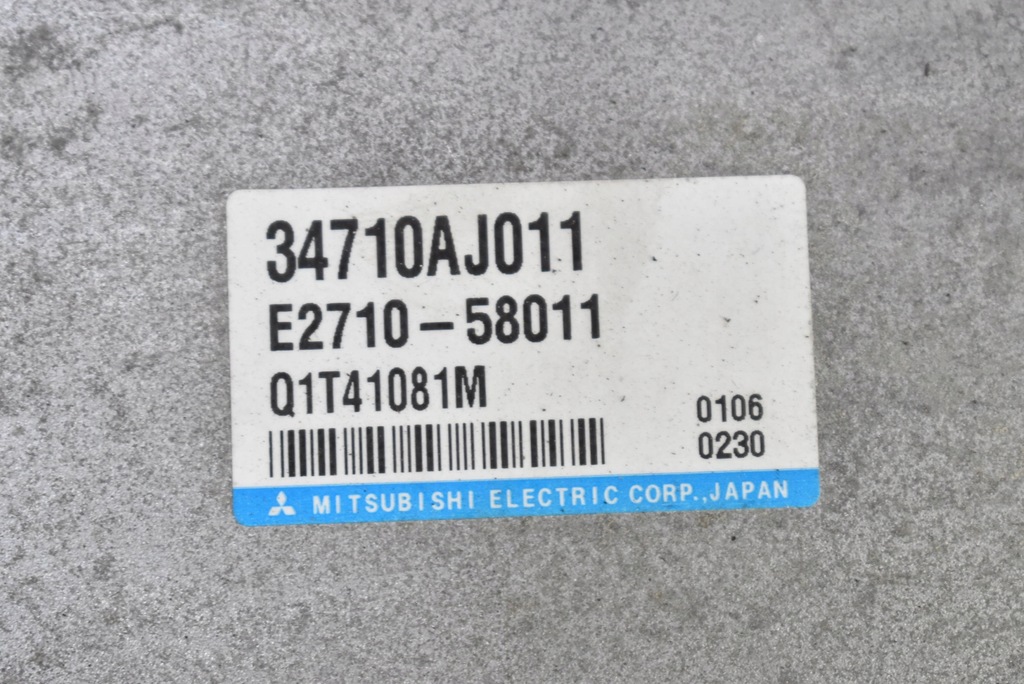 34710AJ011
E2710-58011
Q1T41081M
0106
0230
MITSUBISHI ELECTRIC CORP.,JAPAN